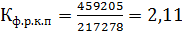 Кф.р.к.п = 459205/217278 = 2,11